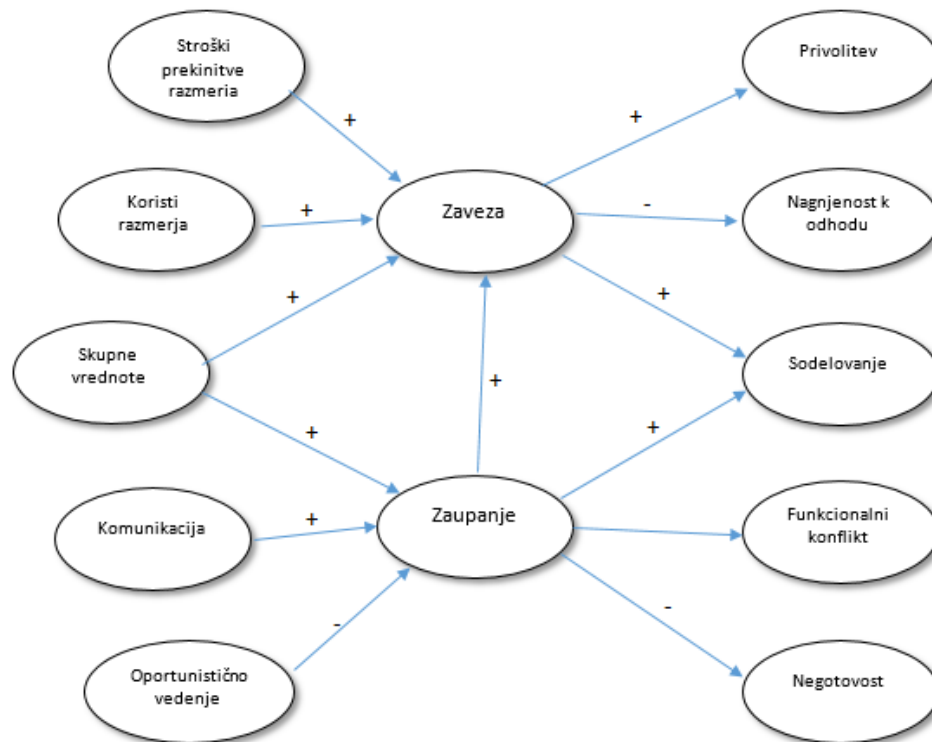 Stroški
prekinitve
razmeria
Privolitev
+
+
Koristi
razmerja
+
Zaveza
-
Nagnjenost k
odhodu
+
+
Skupne
vrednote
+
Sodelovanje
+
+
Komunikacija
+
Zaupanje
Funkcionalni
konflikt
-
-
Oportunistično
vedenje
Negotovost